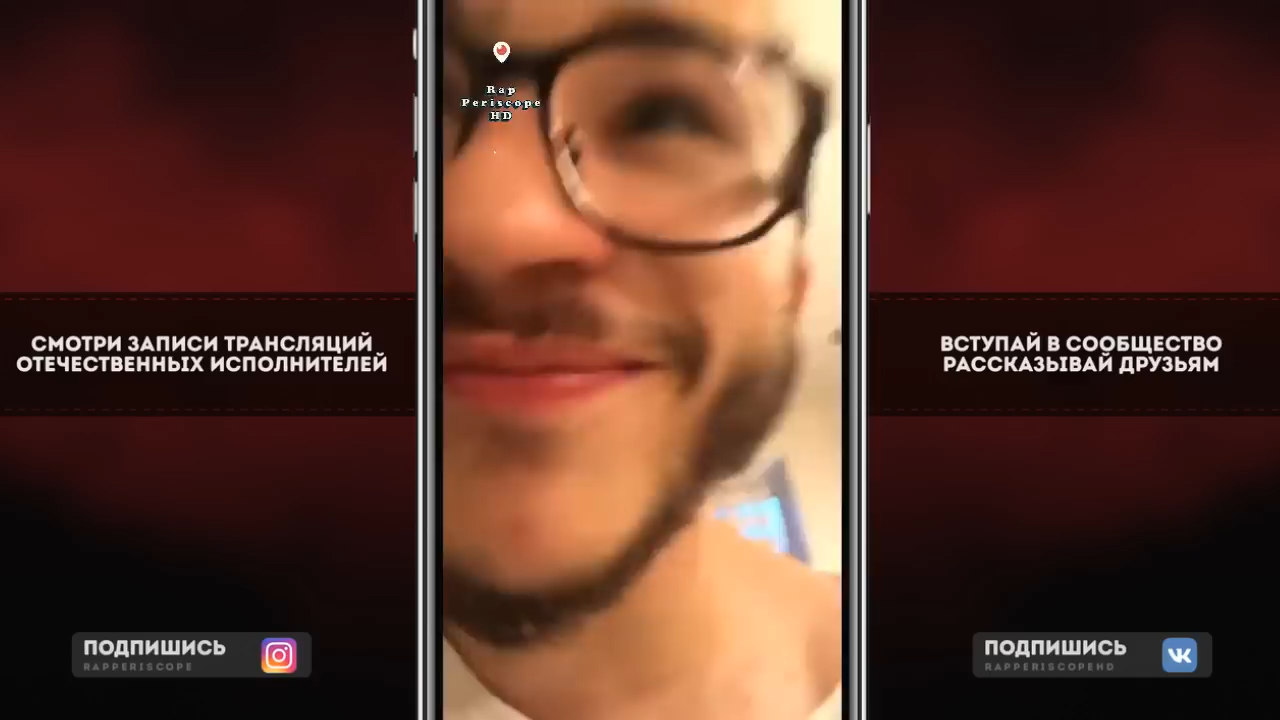 Rap
Periscope
HD
СМОТРИ ЗАПИСИ ТРАНСЛЯЦИЙ
ОТЕЧЕСТВЕННЫХ ИСПОЛНИТЕЛЕЙ
ВСТУПАЙ В СООБЩЕСТВО
РАССКАЗЫВАЙ ДРУЗЬЯМ
ПОДПИШИСЬ
RAPPERISCOPE
ПОДПИШИСЬ
RAPPERISCOPEHD